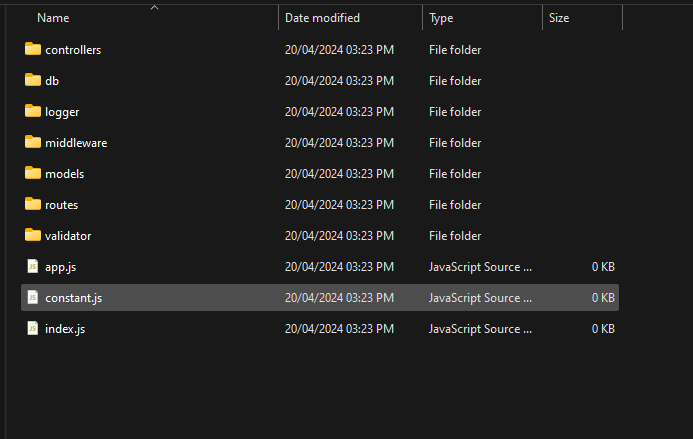 Name Date modified Type Size
controllers 20/04/2024 03:23 PM File folder
db 20/04/2024 03:23 PM File folder
logger 20/04/2024 03:23 PM File folder
middleware 20/04/2024 03:23 PM File folder
models 20/04/2024 03:23 PM File folder
routes 20/04/2024 03:23 PM File folder
validator 20/04/2024 03:23 PM File folder
JS app.js 20/04/2024 03:23 PM JavaScript Source ... 0 KB
JS constant.js 20/04/2024 03:23 PM JavaScript Source ... 0 KB
JS index.js 20/04/2024 03:23 PM JavaScript Source ... 0 KB